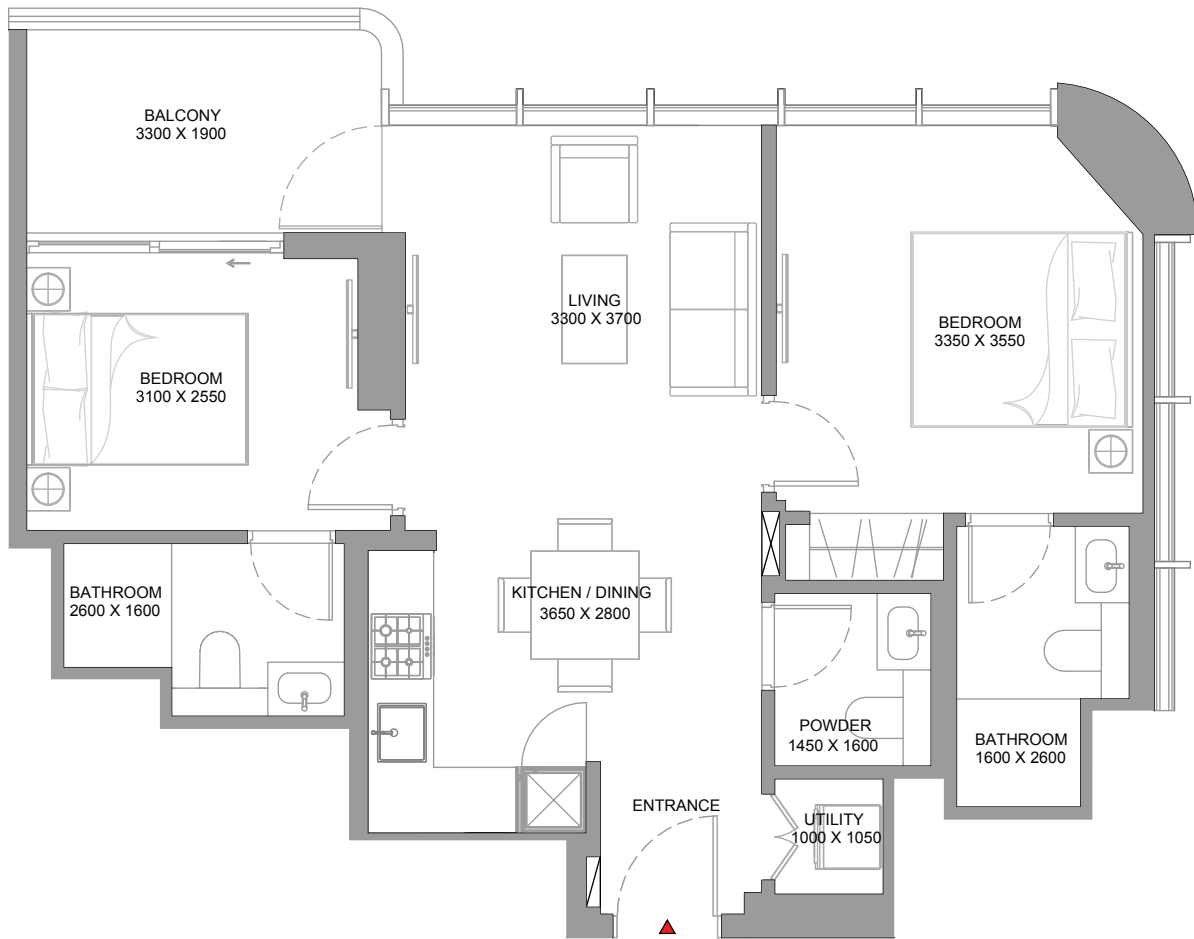 BALCONY
3300 X 1900
LIVING
3300 X 3700
BEDROOM
3350 X 3550
BEDROOM
3100 X 2550
BATHROOM
2600 X 1600
KITCHEN / DINING
3650 X 2800
POWDER
1450 X 1600
BATHROOM
1600 X 2600
ENTRANCE
UTILITY
1000 X 1050